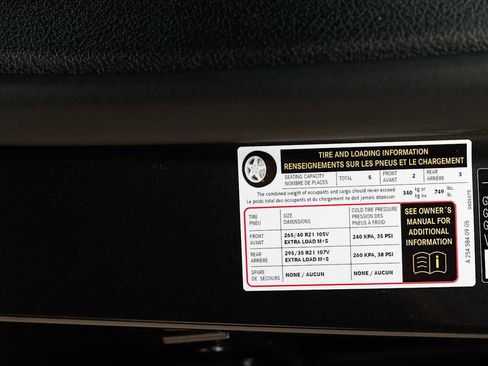 TIRE AND LOADING INFORMATION
RENSEIGNEMENTS SUR LES PNEUS ET LE CHARGEMENT
SEATING CAPACITY
NOMBRE DE PLACES
TOTAL 5
FRONT
AVANT
2
REAR
ARRIÈRE
3
The combined weight of occupants and cargo should never exceed 340 kg or 749 lbs.
Le poids total des occupants et du chargement ne doit jamais dépasser kg ou lb.
TIRE
PNEU
SIZE
DIMENSIONS
COLD TIRE PRESSURE
PRESSION DES
PNEUS À FROID
FRONT
AVANT
265/40 R21 105V
EXTRA LOAD M+S
240 KPA, 35 PSI
REAR
ARRIÈRE
295/35 R21 107V
EXTRA LOAD M+S
260 KPA, 38 PSI
SPARE
DE SECOURS
NONE / AUCUN
NONE / AUCUN
SEE OWNER'S
MANUAL FOR
ADDITIONAL
INFORMATION
A 254 584 09 05